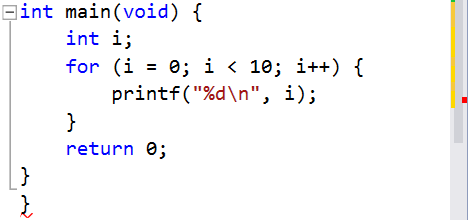 int main(void) {
    int i;
    for (i = 0; i < 10; i++) {
        printf("%d\n", i);
    }
    return 0;
}
}